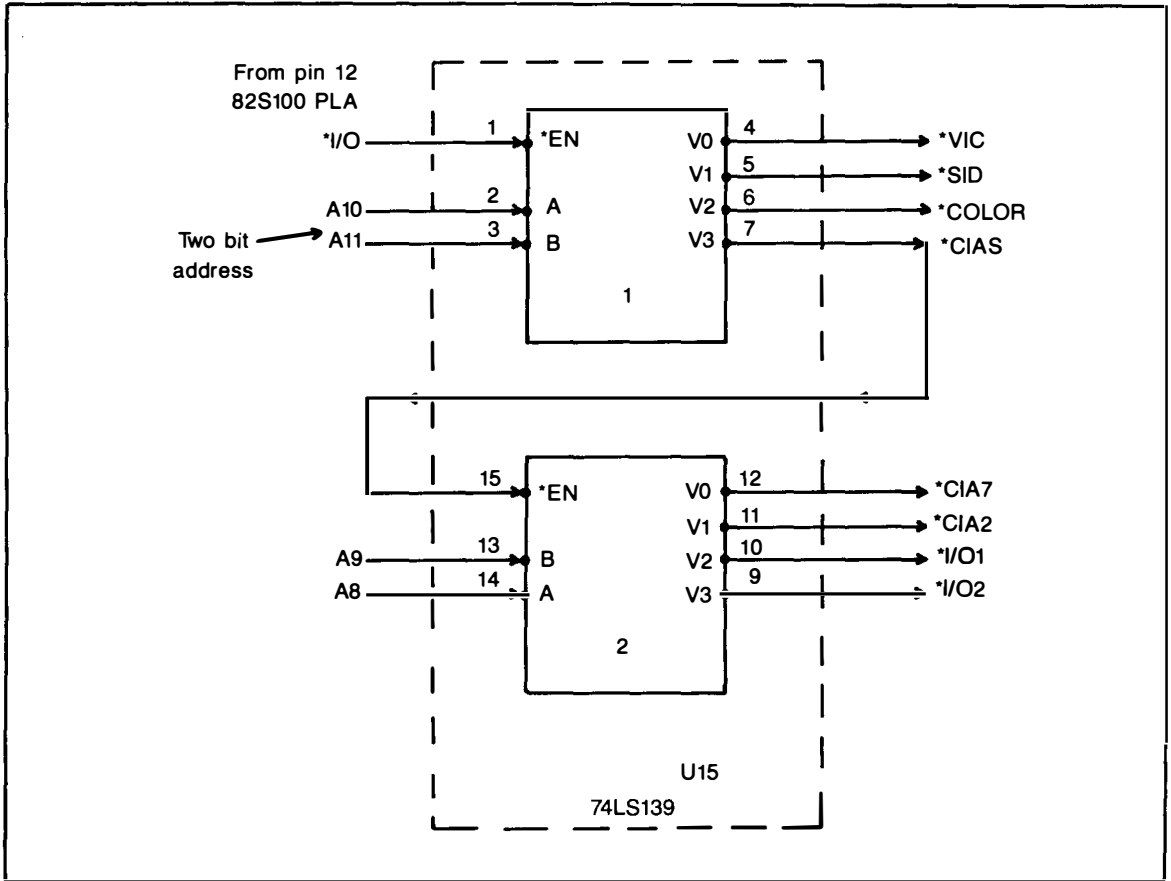 From pin 12
82S100 PLA
*I/O
1
*EN
V0
4
*VIC
V1
5
*SID
A10
2
A
V2
6
*COLOR
Two bit
address
A11
3
B
V3
7
*CIAS
1
15
*EN
V0
12
*CIA7
V1
11
*CIA2
A9
13
B
V2
10
*I/O1
A8
14
A
V3
9
*I/O2
2
U15
74LS139